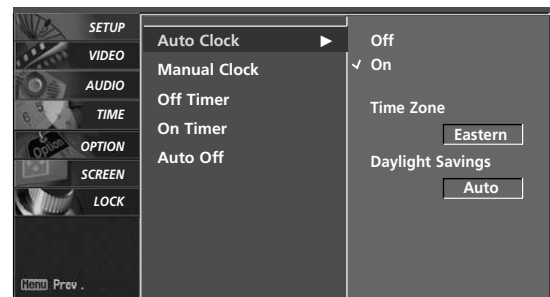 SETUP
VIDEO
AUDIO
TIME
OPTION
SCREEN
LOCK
Menu Prev .
Auto Clock ▶
Manual Clock
Off Timer
On Timer
Auto Off
Off
✓ On
Time Zone
Eastern
Daylight Savings
Auto